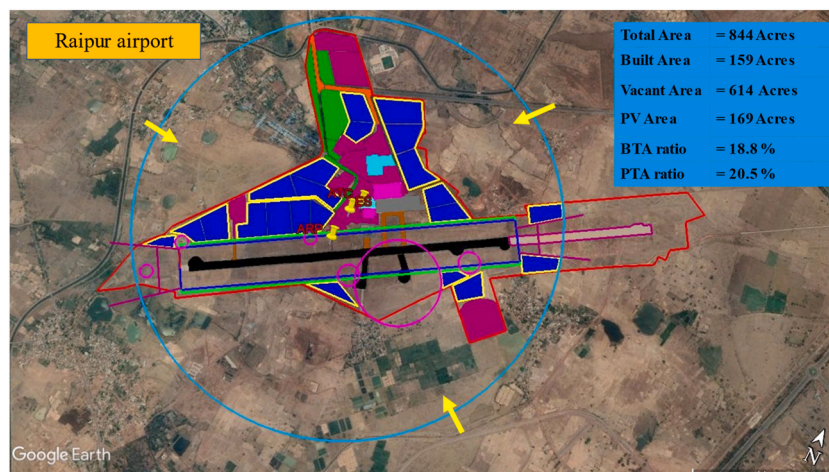 Raipur airport
Total Area = 844 Acres
Built Area = 159 Acres
Vacant Area = 614 Acres
PV Area = 169 Acres
BTA ratio = 18.8 %
PTA ratio = 20.5 %
ARP
Google Earth
N